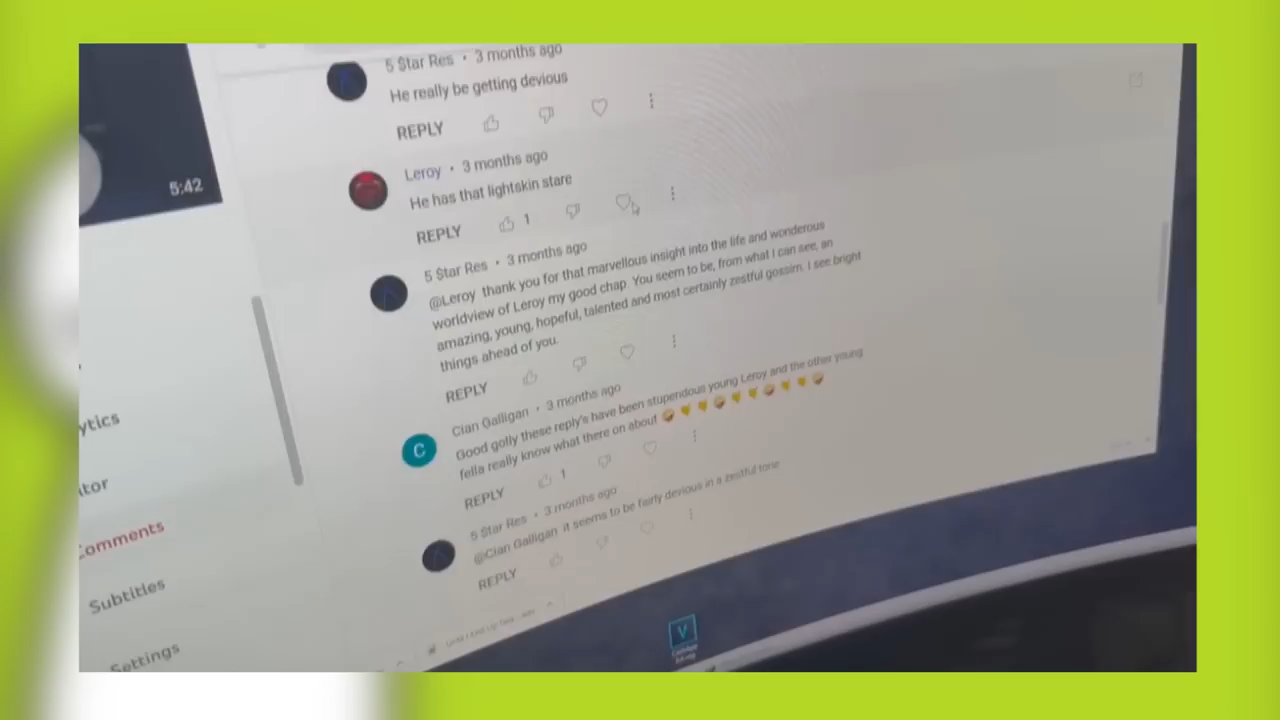 5 $tar Res • 3 months ago
He really be getting devious
REPLY
5:42
Leroy • 3 months ago
He has that lightskin stare
REPLY 1
5 $tar Res • 3 months ago
@Leroy thank you for that marvellous insight into the life and wonderous
worldview of Leroy my good chap. You seem to be, from what I can see, an
amazing, young, hopeful, talented and most certainly zestful gossim. I see bright
things ahead of you.
REPLY
Cian Galligan • 3 months ago
C
Good golly these reply's have been stupendous young Leroy and the other young
fella really know what there on about 🤪👇👇🤪👇👇🤪👇👇🤪
REPLY 1
5 $tar Res • 3 months ago
@Cian Galligan it seems to be fairly devious in a zestful tone
REPLY
ytics
tor
omments
Subtitles
Settings
V